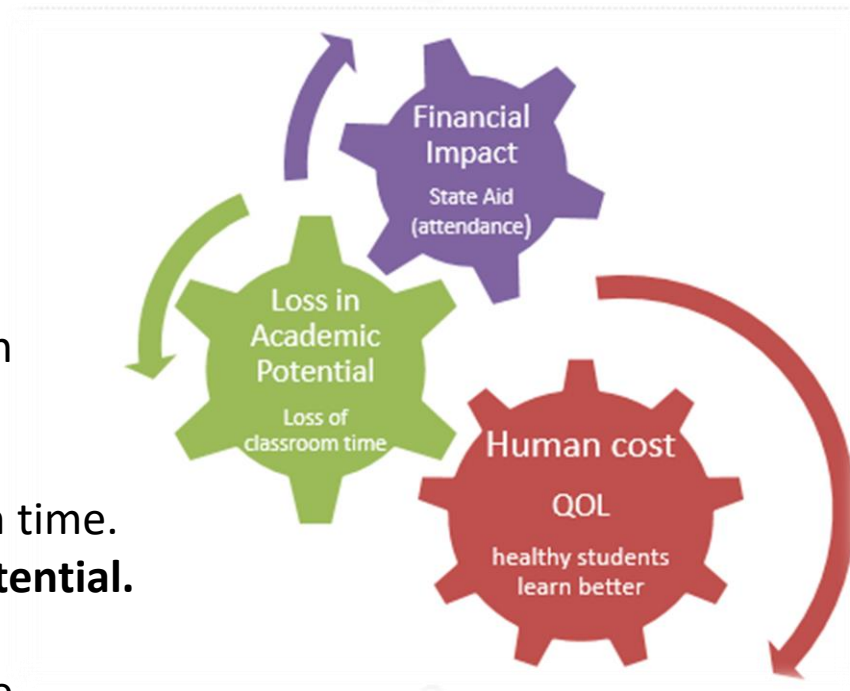 Financial
Impact
State Aid
(attendance)
Loss in
Academic
Potential
Loss of
classroom time
Human cost
QOL
healthy students
learn better
time.